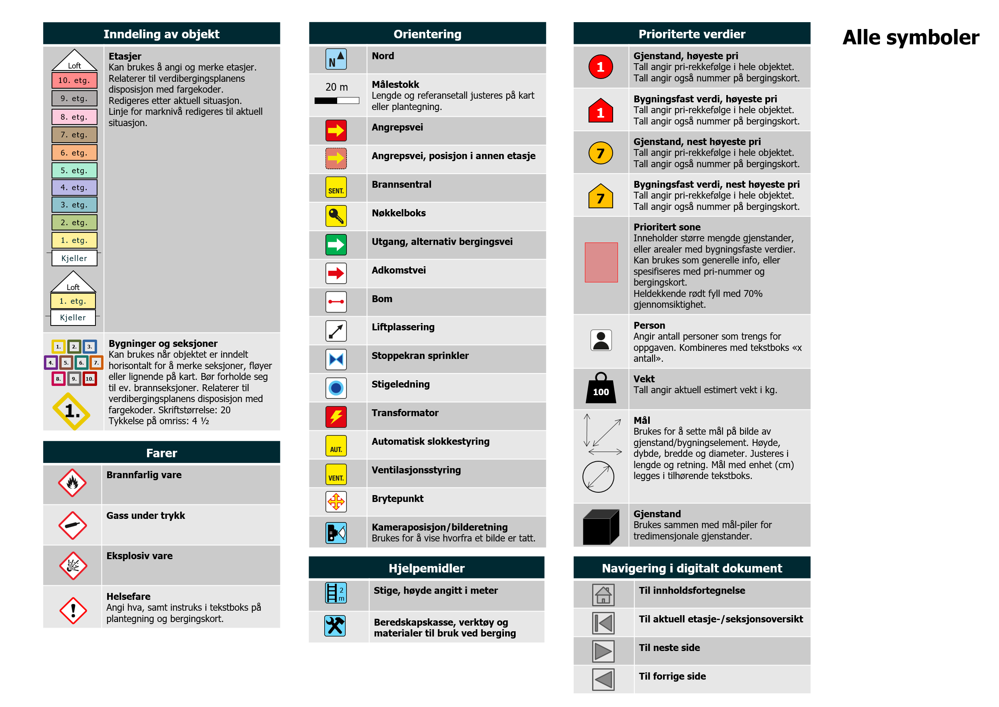 Alle symboler
Inndeling av objekt
Loft
10. etg.
9. etg.
8. etg.
7. etg.
6. etg.
5. etg.
4. etg.
3. etg.
2. etg.
1. etg.
Kjeller
Loft
1. etg.
Kjeller
Etasjer
Kan brukes å angi og merke etasjer.
Relaterer til verdibergingsplanens
disposisjon med fargekoder.
Redigeres etter aktuell situasjon.
Linje for marknivå redigeres til aktuell
situasjon.
1. 2. 3.
4. 5. 6. 7.
8. 9. 10.
1.
Bygninger og seksjoner
Kan brukes når objektet er inndelt
horisontalt for å merke seksjoner, fløyer
eller lignende på kart. Bør forholde seg
til ev. brannseksjoner. Relaterer til
verdibergingsplanens disposisjon med
fargekoder. Skriftstørrelse: 20
Tykkelse på omriss: 4 ½
Farer
Brannfarlig vare
Gass under trykk
Eksplosiv vare
Helsefare
Angi hva, samt instruks i tekstboks på
plantegning og bergingskort.
Orientering
N
Nord
20 m
Målestokk
Lengde og referansetall justeres på kart
eller plantegning.
Angrepsvei
Angrepsvei, posisjon i annen etasje
SENT.
Brannsentral
Nøkkelboks
Utgang, alternativ bergingsvei
Adkomstvei
Bom
Liftplassering
Stoppekran sprinkler
Stigeledning
Transformator
AUT.
Automatisk slokkestyring
VENT.
Ventilasjonsstyring
Brytepunkt
Kameraposisjon/bilderetning
Brukes for å vise hvorfra et bilde er tatt.
Hjelpemidler
2
m
Stige, høyde angitt i meter
Beredskapskasse, verktøy og
materialer til bruk ved berging
Prioriterte verdier
1
Gjenstand, høyeste pri
Tall angir pri-rekkefølge i hele objektet.
Tall angir også nummer på bergingskort.
1
Bygningsfast verdi, høyeste pri
Tall angir pri-rekkefølge i hele objektet.
Tall angir også nummer på bergingskort.
7
Gjenstand, nest høyeste pri
Tall angir pri-rekkefølge i hele objektet.
Tall angir også nummer på bergingskort.
7
Bygningsfast verdi, nest høyeste pri
Tall angir pri-rekkefølge i hele objektet.
Tall angir også nummer på bergingskort.
Prioritert sone
Inneholder større mengde gjenstander,
eller arealer med bygningsfaste verdier.
Kan brukes som generelle info, eller
spesifiseres med pri-nummer og
bergingskort.
Heldekkende rødt fyll med 70%
gjennomsiktighet.
Person
Angir antall personer som trengs for
oppgaven. Kombineres med tekstboks «x
antall».
100
Vekt
Tall angir aktuell estimert vekt i kg.
Mål
Brukes for å sette mål på bilde av
gjenstand/bygningselement. Høyde,
dybde, bredde og diameter. Justeres i
lengde og retning. Mål med enhet (cm)
legges i tilhørende tekstboks.
Gjenstand
Brukes sammen med mål-piler for
tredimensjonale gjenstander.
Navigering i digitalt dokument
Til innholdsfortegnelse
Til aktuell etasje-/seksjonsoversikt
Til neste side
Til forrige side